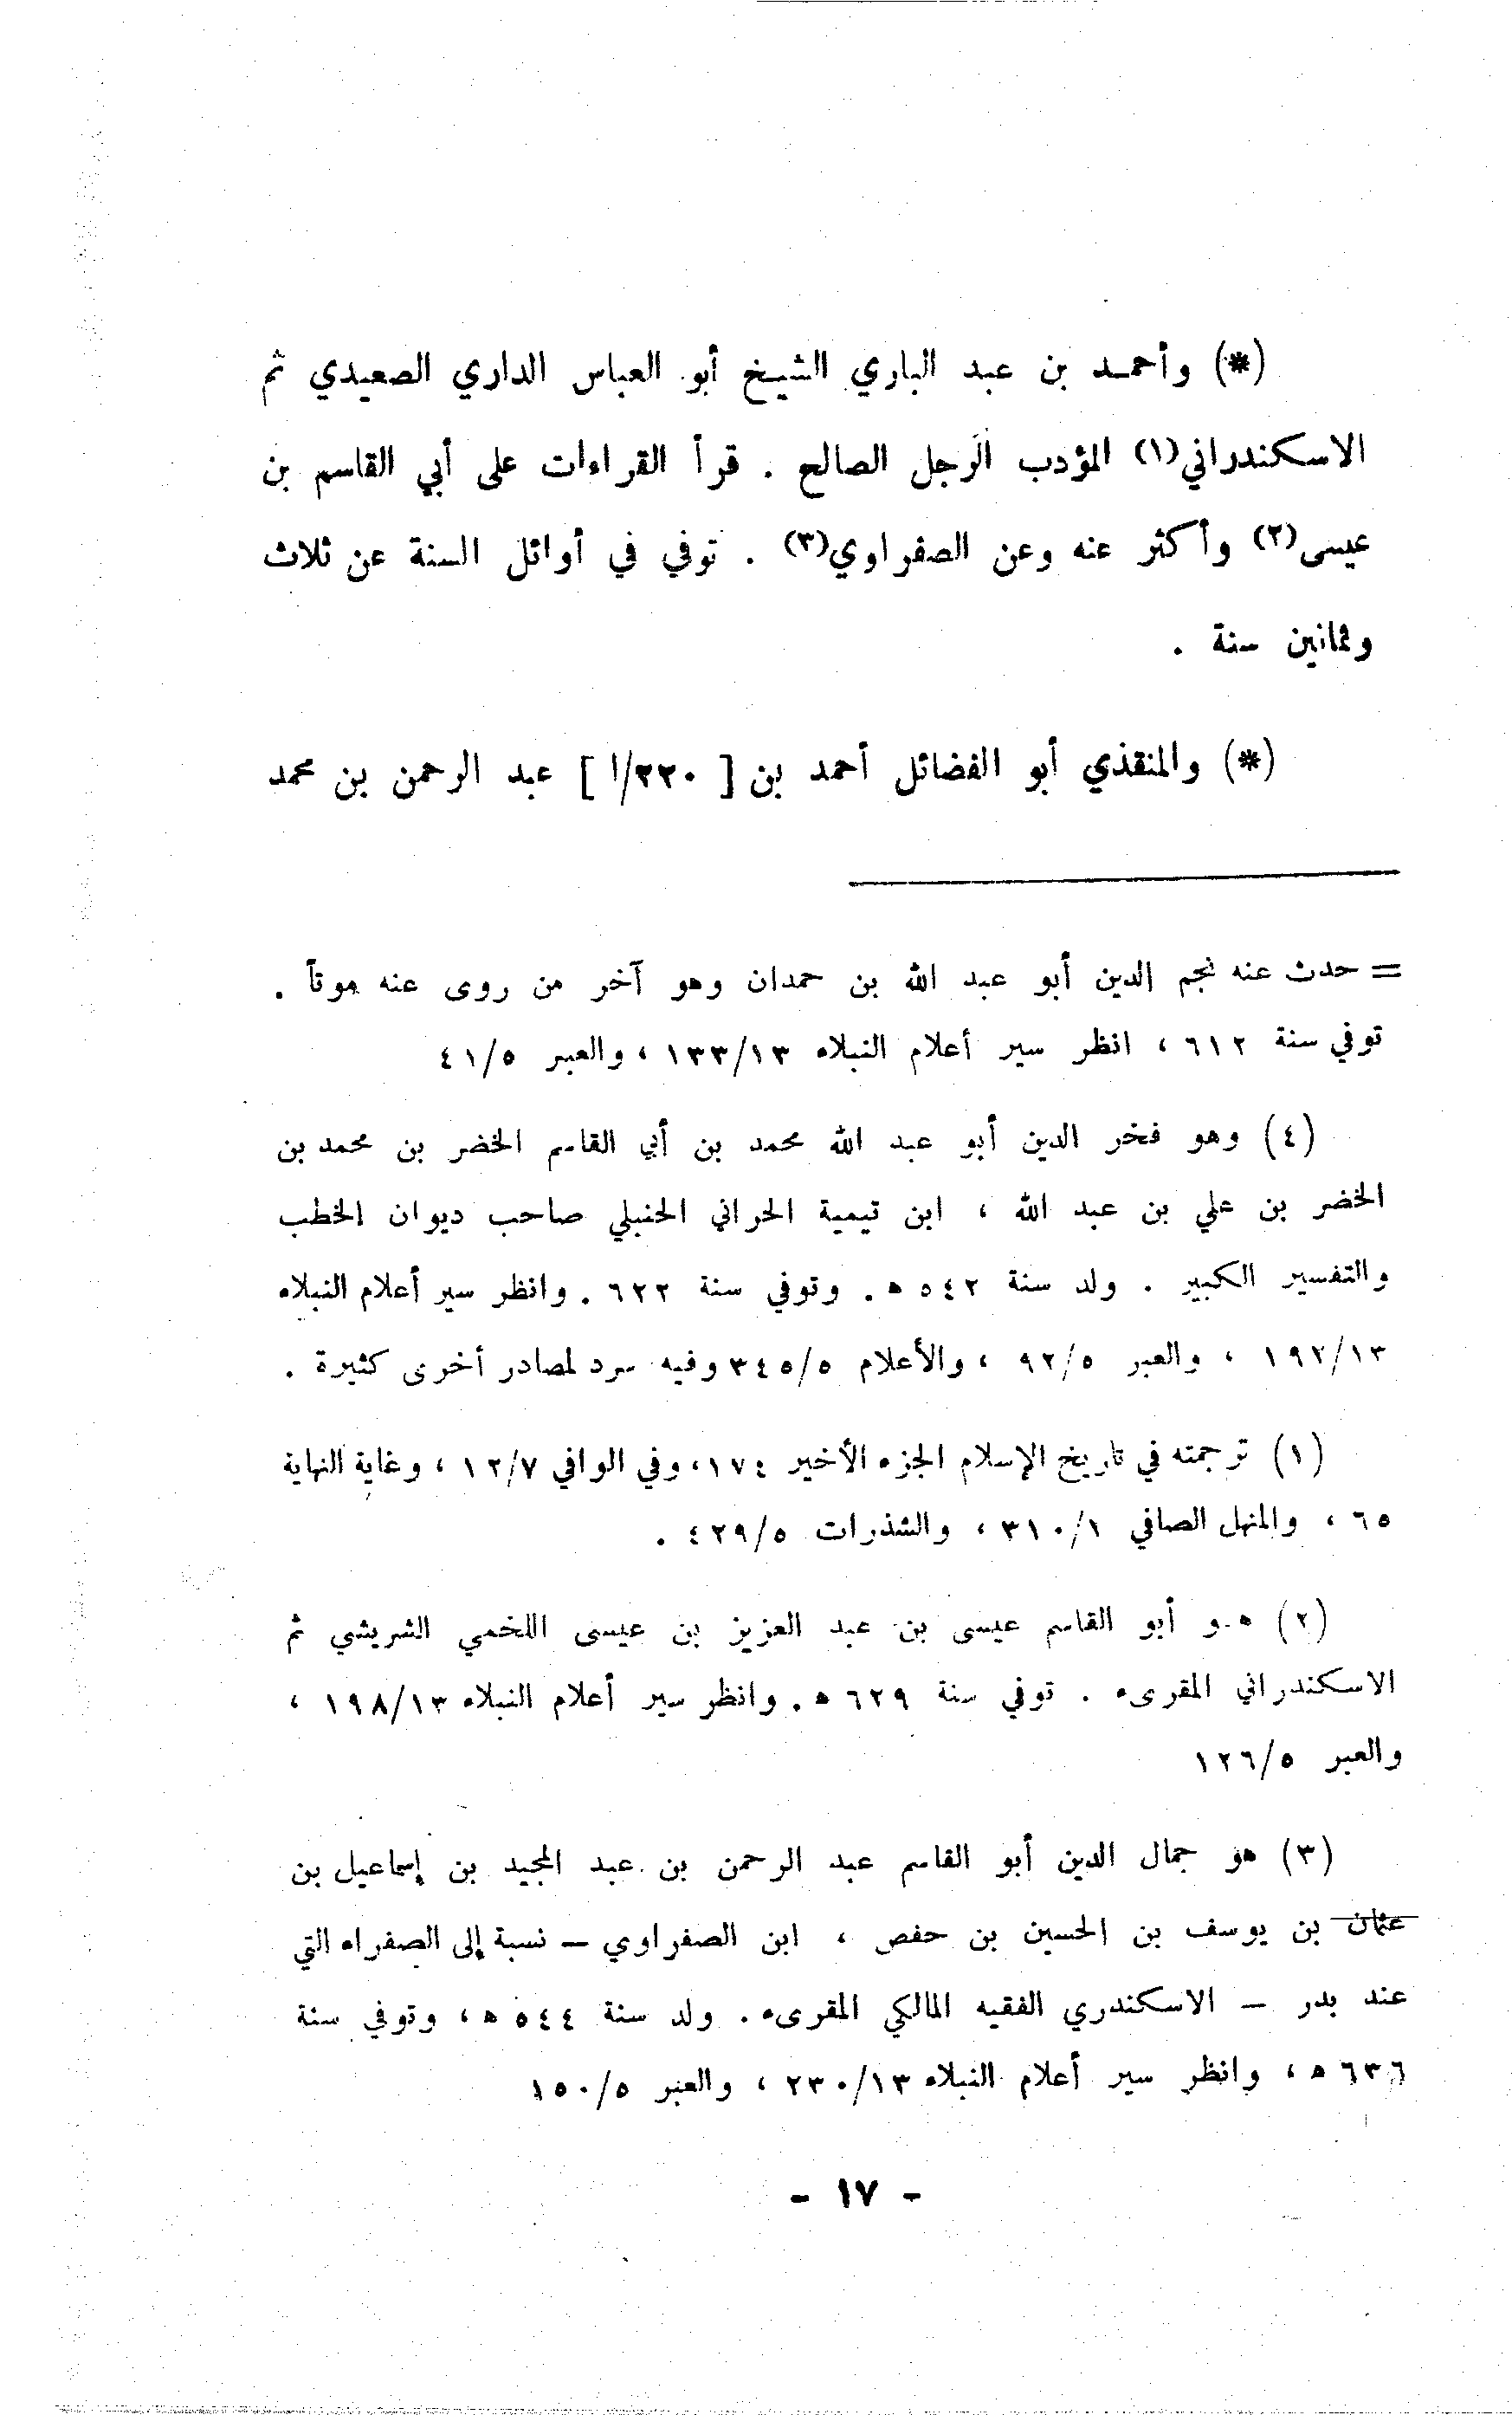 (*) وأحمد بن عبد الباري الشيخ أبو العباس الداري الصعيدي ثم
الاسكندراني(١) المؤدب الرجل الصالح . قرأ القراءات على أبي القاسم بن
عيسى(٢) وأكثر عنه وعن الصفراوي(٣) . توفي في أوائل السنة عن ثلاث
وثمانين سنة .
(*) والمنقذي أبو الفضائل أحمد بن [ ٣٣٠/ا ] عبد الرحمن بن محمد
= حدث عنه نجم الدين أبو عبد الله بن حمدان وهو آخر من روى عنه موتاً .
توفي سنة ٦١٢ ، انظر سير أعلام النبلاء ١٣٣/١٣ ، والعبر ٤١/٥
(٤) وهو فخر الدين أبو عبد الله محمد بن أبي القاسم الخضر بن محمد بن
الخضر بن علي بن عبد الله ، ابن تيمية الحراني الحنبلي صاحب ديوان الخطب
والتفسير الكبير . ولد سنة ٥٤٢ ه . وتوفي سنة ٦٢٢ . وانظر سير أعلام النبلاء
١٩٢/١٣ ، والعبر ٩٢/٥ ، والأعلام ٣٤٥/٥ وفيه سرد لمصادر أخرى كثيرة .
(١) ترجمته في تاريخ الإسلام الجزء الأخير ١٧٤ ، وفي الوافي ١٢/٧ ، وغاية النهاية
٦٥ ، والمنهل الصافي ٣١٠/١ ، والشذرات ٤٢٩/٥ .
(٢) هو أبو القاسم عيسى بن عبد العزيز بن عيسى اللخمي الشريشي ثم
الاسكندراني المقرىء . توفي سنة ٦٢٩ ه . وانظر سير أعلام النبلاء ١٩٨/١٣ ،
والعبر ١٢٦/٥
(٣) هو جمال الدين أبو القاسم عبد الرحمن بن عبد المجيد بن إسماعيل بن
عثمان بن يوسف بن الحسين بن حفص ، ابن الصفراوي – نسبة إلى الصفراء التي
عند بدر – الاسكندري الفقيه المالكي المقرىء . ولد سنة ٥٤٤ ه ، وتوفي سنة
٦٣٦ ه ، وانظر سير أعلام النبلاء ٢٣٠/١٣ ، والعبر ١٥٠/٥
- ١٧ -